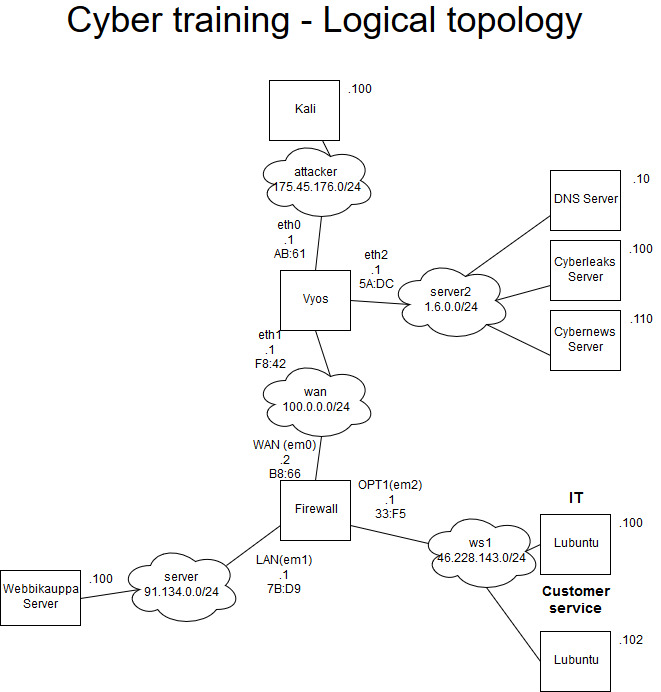 Cyber training - Logical topology
.100
Kali
attacker
175.45.176.0/24
eth0
.1
AB:61
eth2
.1
5A:DC
.10
DNS Server
.100
Cyberleaks
Server
.110
Cybernews
Server
server2
1.6.0.0/24
Vyos
eth1
.1
F8:42
wan
100.0.0.0/24
WAN (em0)
.2
B8:66
Firewall
OPT1(em2)
.1
33:F5
LAN(em1)
.1
7B:D9
server
91.134.0.0/24
.100
Webbikauppa
Server
ws1
46.228.143.0/24
IT
.100
Lubuntu
Customer
service
.102
Lubuntu